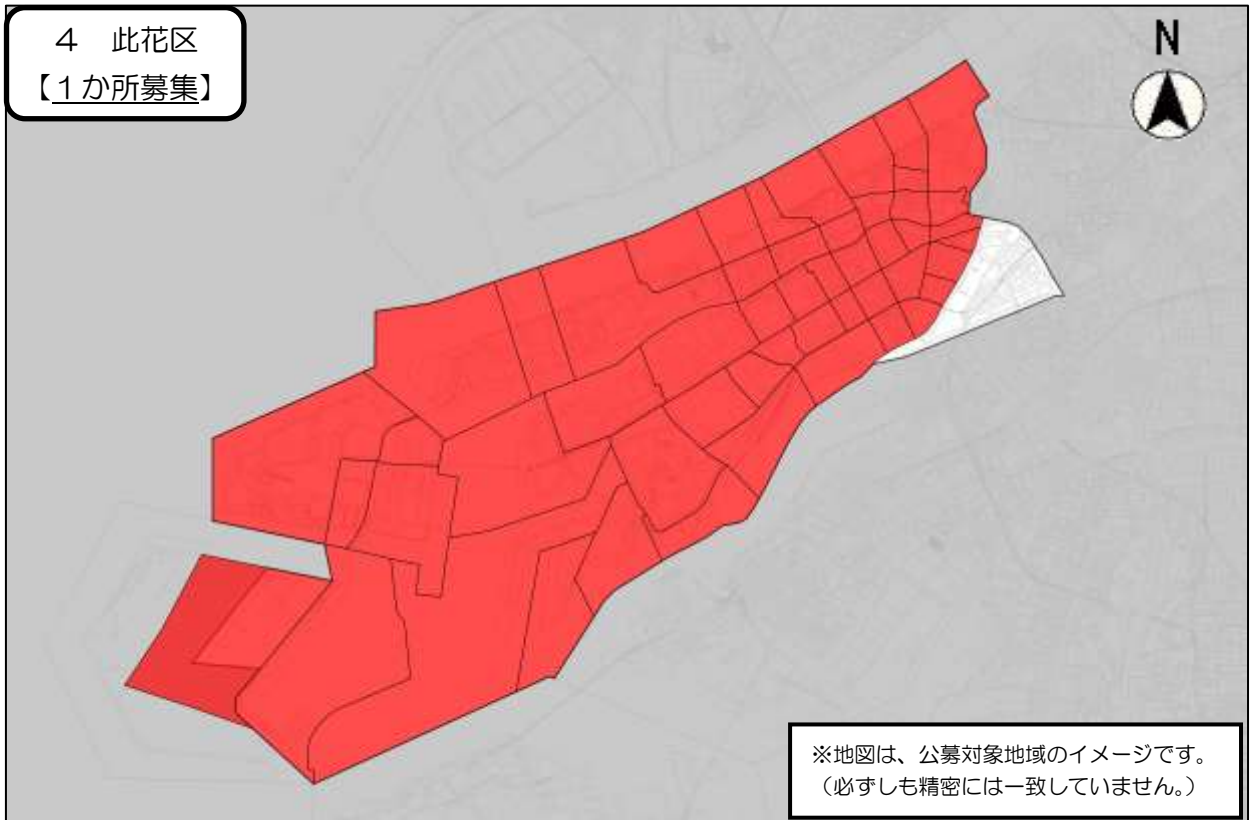 ４　此花区
【１か所募集】
N
※地図は、公募対象地域のイメージです。
（必ずしも精密には一致していません。）